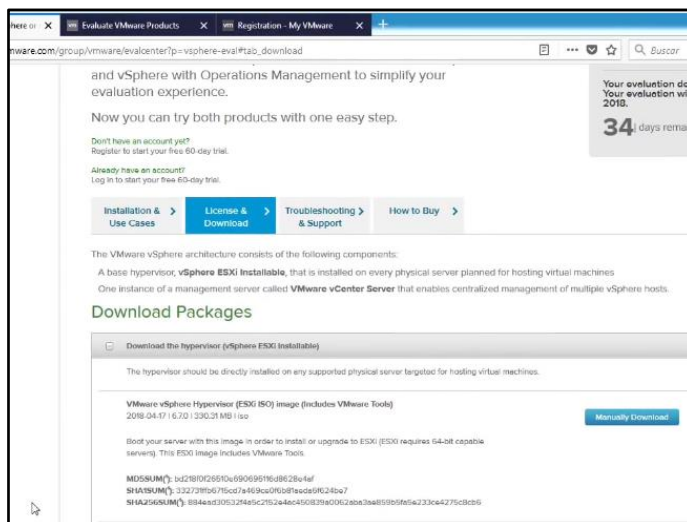 here or X
Evaluate VMware Products X
Registration - My VMware X
mware.com/group/vmware/evalcenter?p=vsphere-eval#tab_download
Buscar
and vSphere with Operations Management to simplify your
evaluation experience.
Now you can try both products with one easy step.
Don't have an account yet?
Register to start your free 60-day trial.
Already have an account?
Log in to start your free 60-day trial.
Your evaluation
Your evaluation
2018.
34 days
Installation & Use Cases
License & Download
Troubleshooting & Support
How to Buy
The VMware vSphere architecture consists of the following components:
A base hypervisor, vSphere ESXi Installable, that is installed on every physical server planned for hosting virtual machines
One instance of a management server called VMware vCenter Server that enables centralized management of multiple vSphere hosts.
Download Packages
Download the hypervisor (vSphere ESXi Installable)
The hypervisor should be directly installed on any supported physical server targeted for hosting virtual machines.
VMware vSphere Hypervisor (ESXi ISO) image (Includes VMware Tools)
2018-04-17 | 6.7.0 | 330.31 MB | iso
Manually Download
Boot your server with this image in order to install or upgrade to ESXi (ESXi requires 64-bit capable
servers). This ESXi image includes VMware Tools.
MD5SUM(¹):
SHA1SUM(¹):
SHA256SUM(¹):